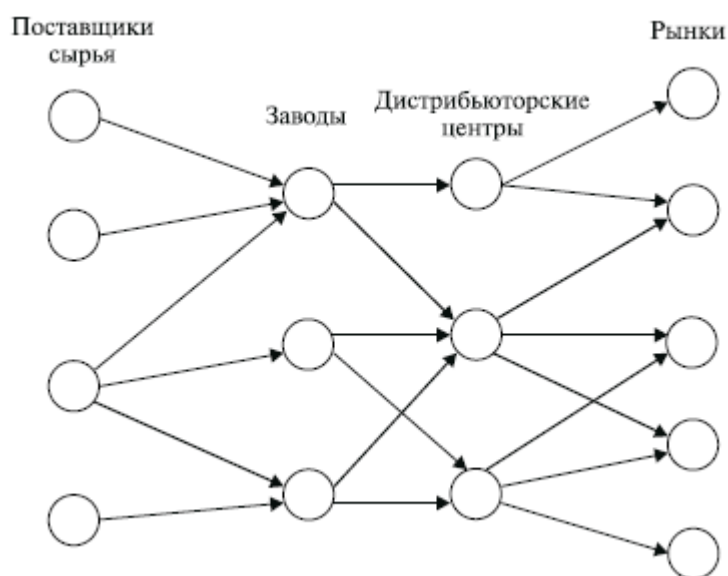 Поставщики
сырья
Заводы
Дистрибьюторские
центры
Рынки